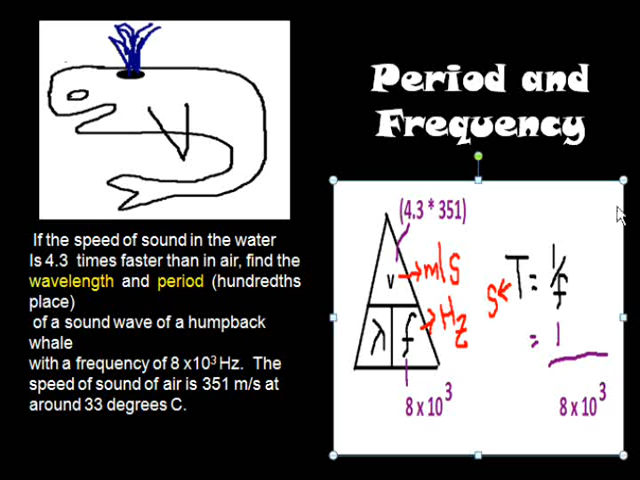 Period and
Frequency
If the speed of sound in the water
Is 4.3 times faster than in air, find the
wavelength and period (hundredths
place)
of a sound wave of a humpback
whale
with a frequency of 8 x10³ Hz. The
speed of sound of air is 351 m/s at
around 33 degrees C.
(4.3 * 351)
v → m/s
λ f → Hz
8 x 10³
s ← T = 1/f
= 1
8 x 10³